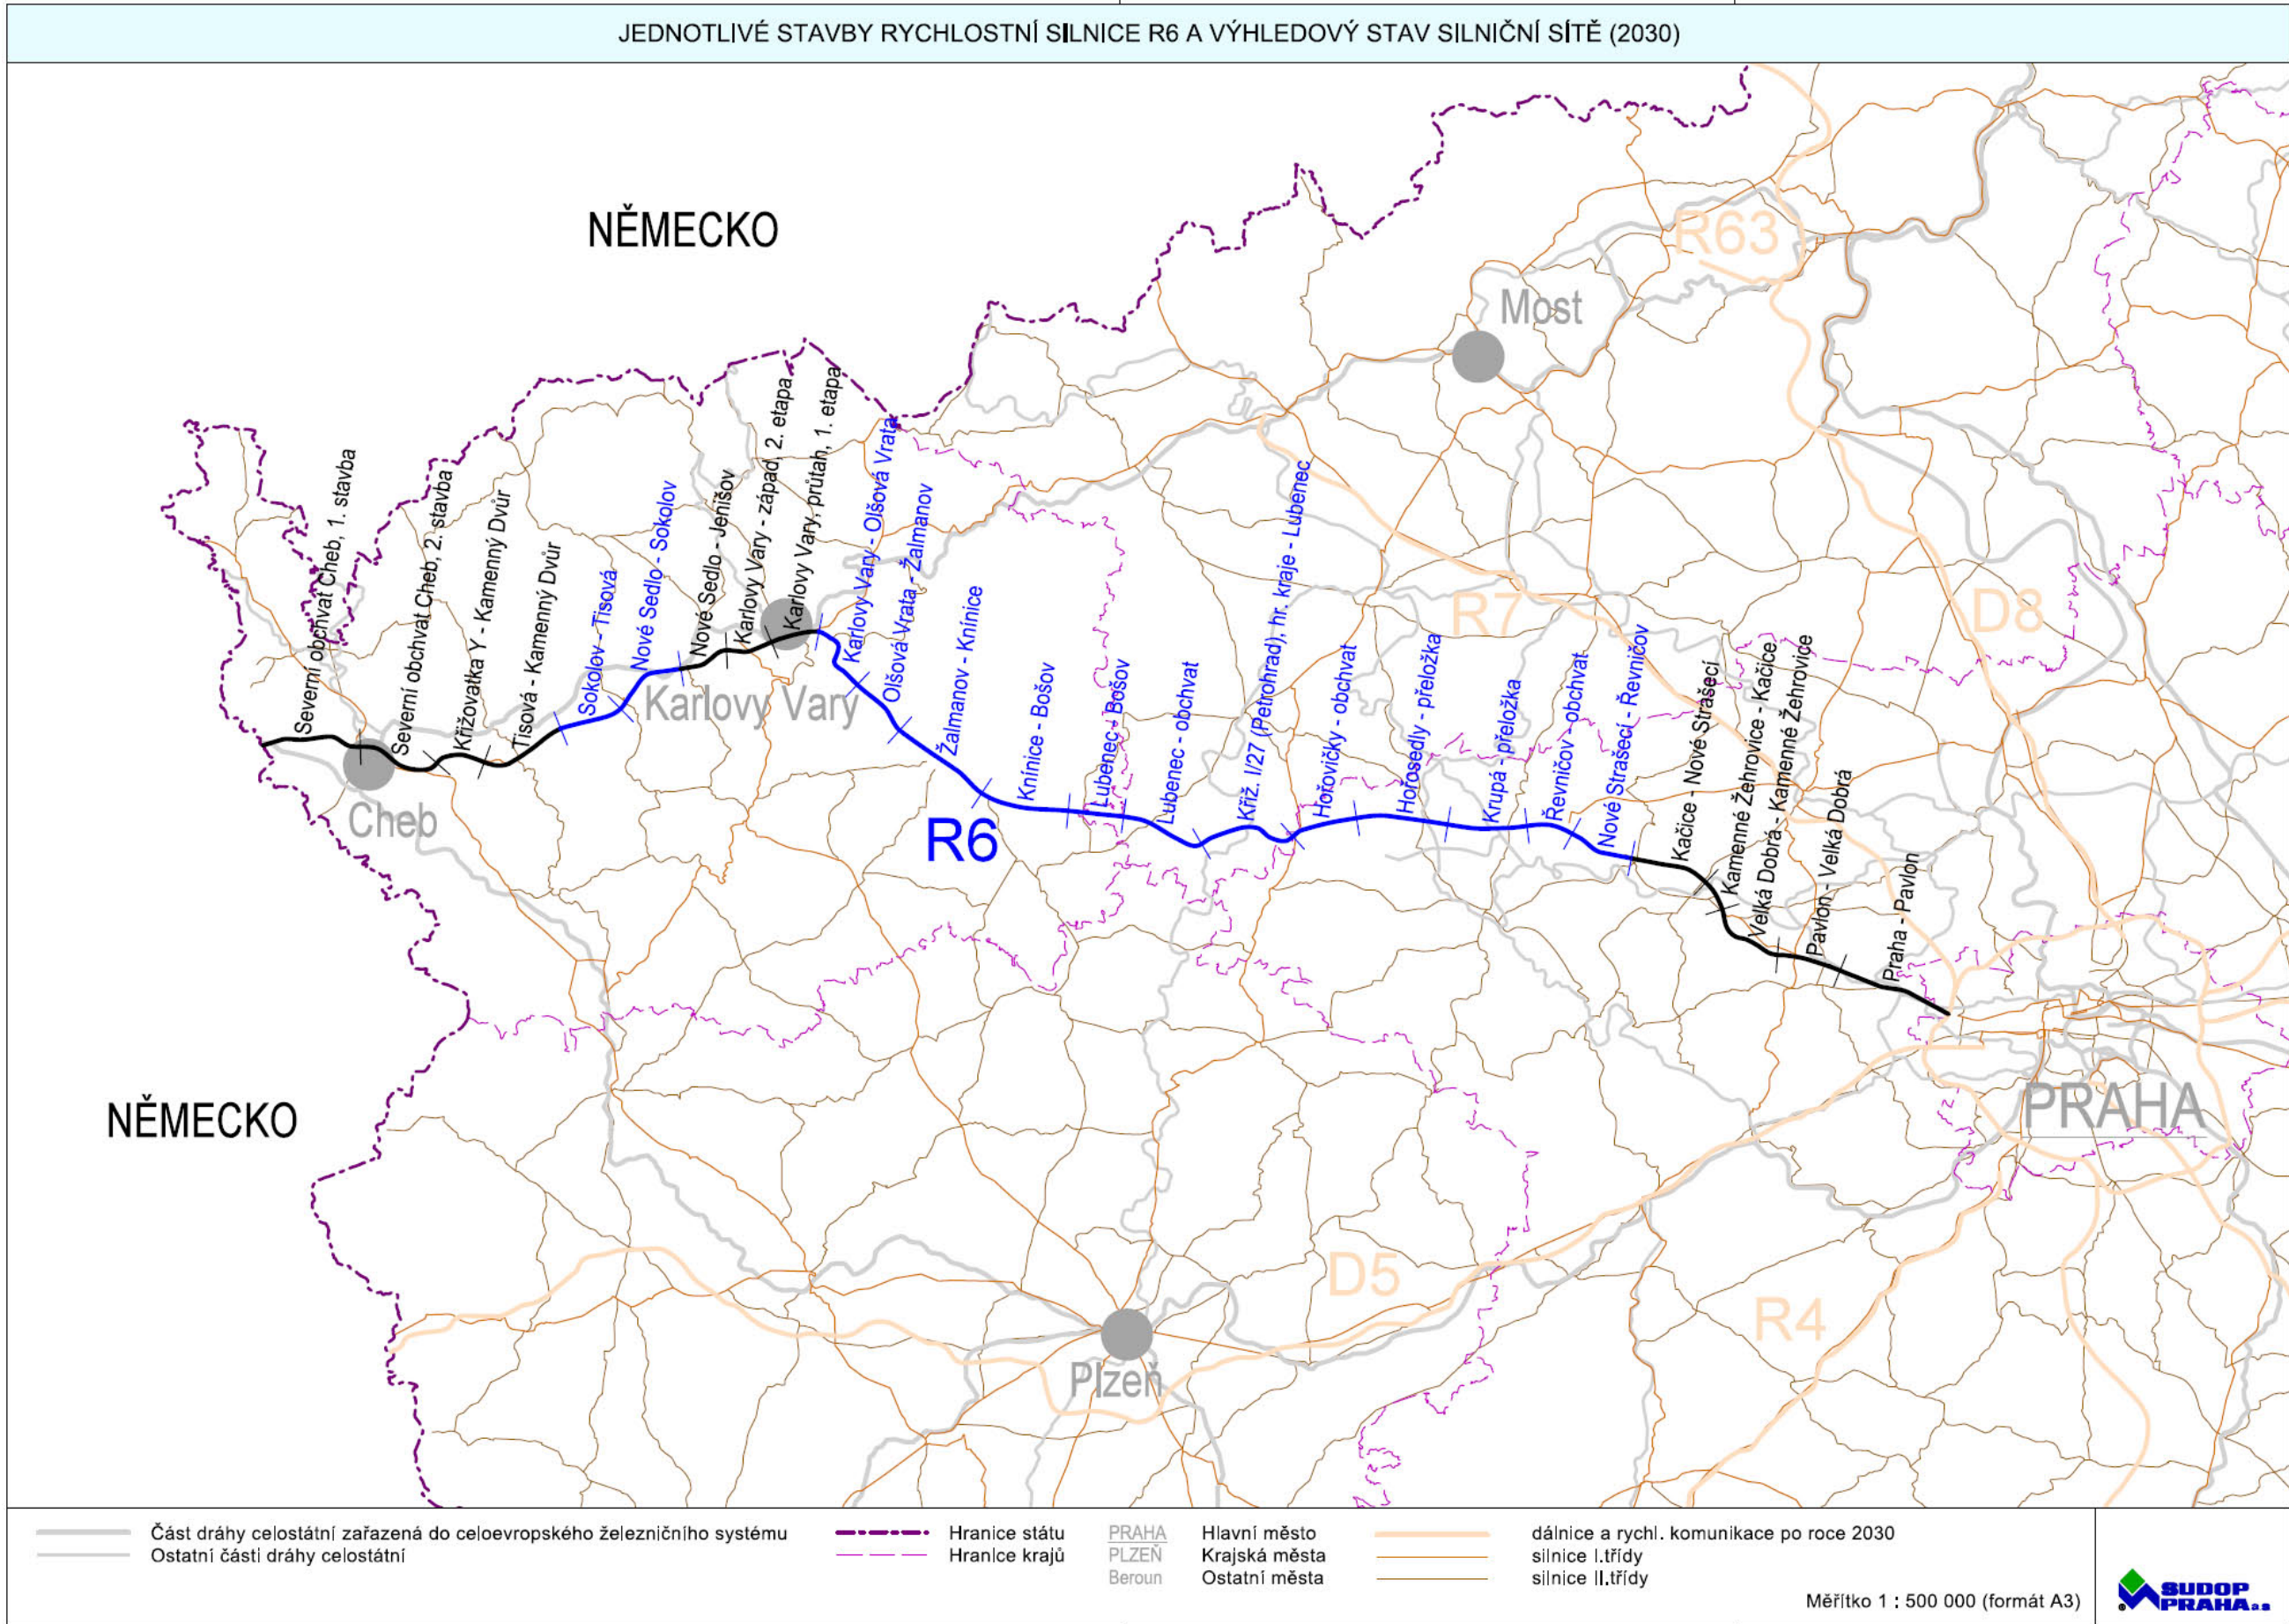 JEDNOTLIVÉ STAVBY RYCHLOSTNÍ SILNICE R6 A VÝHLEDOVÝ STAV SILNIČNÍ SÍTĚ (2030)
NĚMECKO
R63
Most
Severní obchvat Cheb, 1. stavba
Severní obchvat Cheb, 2. stavba
Křižovatka Y - Kamenný Dvůr
Tisová - Kamenný Dvůr
Sokolov - Tisová
Nové Sedlo - Sokolov
Nové Sedlo - Jenišov
Karlovy Vary - západ, 2. etapa
Karlovy Vary, průtah, 1. etapa
Karlovy Vary - Olšová Vrata
Olšová Vrata - Žalmanov
Žalmanov - Knínice
Knínice - Bošov
Lubenec - Bošov
Lubenec - obchvat
Křiž. I/27 (Petrohrad), hr. kraje - Lubenec
Hořovičky - obchvat
Hořesedly - přeložka
Krupá - přeložka
Řevničov - obchvat
Nové Strašecí - Řevničov
Kačice - Nové Strašecí
Kamenné Žehrovice - Kačice
Velká Dobrá - Kamenné Žehrovice
Pavlon - Velká Dobrá
Praha - Pavlon
R7
D8
Karlovy Vary
Cheb
R6
NĚMECKO
PRAHA
D5
R4
Plzeň
Část dráhy celostátní zařazená do celoevropského železničního systému
Ostatní části dráhy celostátní
Hranice státu
Hranice krajů
PRAHA Hlavní město
PLZEŇ Krajská města
Beroun Ostatní města
dálnice a rychl. komunikace po roce 2030
silnice I.třídy
silnice II.třídy
Měřítko 1 : 500 000 (formát A3)
SUDOP
PRAHA a.s